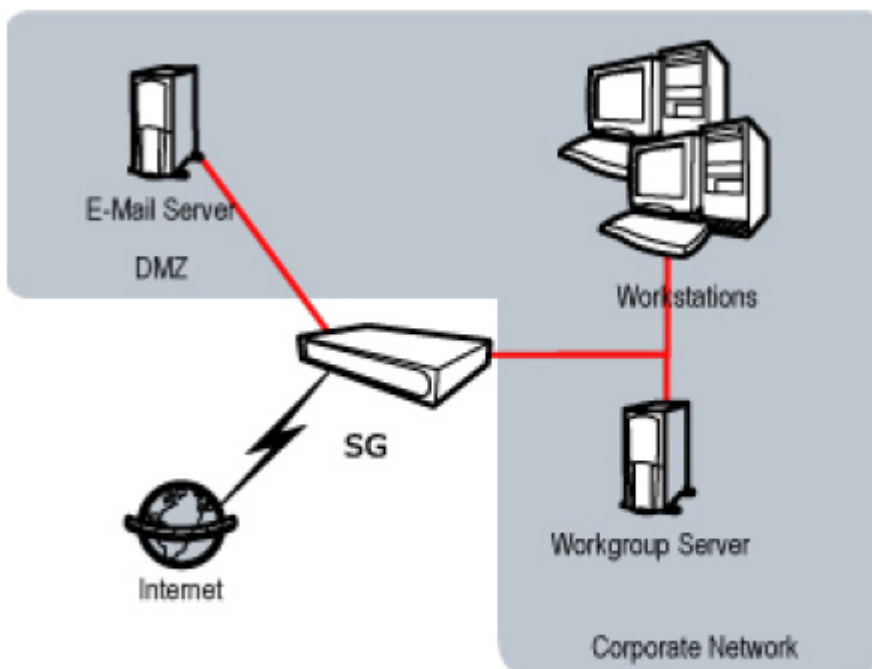 E-Mail Server
DMZ
Workstations
SG
Workgroup Server
Internet
Corporate Network